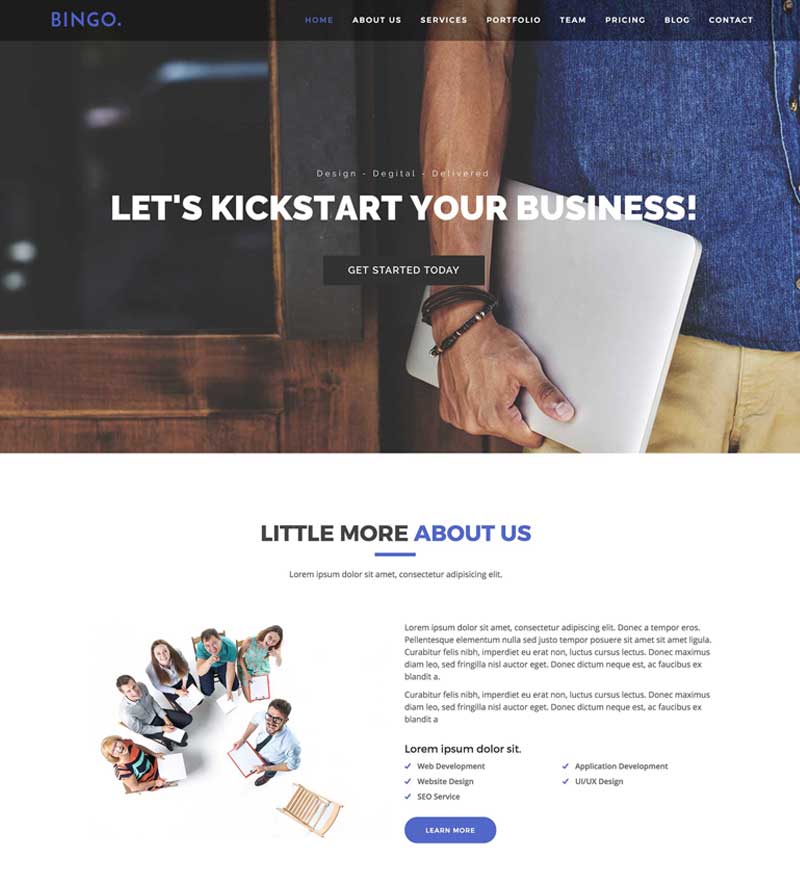 BINGO.
HOME ABOUT US SERVICES PORTFOLIO TEAM PRICING BLOG CONTACT
Design - Degital - Delivered
LET'S KICKSTART YOUR BUSINESS!
GET STARTED TODAY
LITTLE MORE ABOUT US
Lorem ipsum dolor sit amet, consectetur adipisicing elit.
Lorem ipsum dolor sit amet, consectetur adipiscing elit. Donec a tempor eros.
Pellentesque elementum nulla sed justo tempor posuere sit amet sit amet ligula.
Curabitur felis nibh, imperdiet eu erat non, luctus cursus lectus. Donec maximus
diam leo, sed fringilla nisl auctor eget. Donec dictum neque est, ac faucibus ex
blandit a.
Curabitur felis nibh, imperdiet eu erat non, luctus cursus lectus. Donec maximus
diam leo, sed fringilla nisl auctor eget. Donec dictum neque est, ac faucibus ex
blandit a
Lorem ipsum dolor sit.
Web Development
Website Design
SEO Service
Application Development
UI/UX Design
LEARN MORE